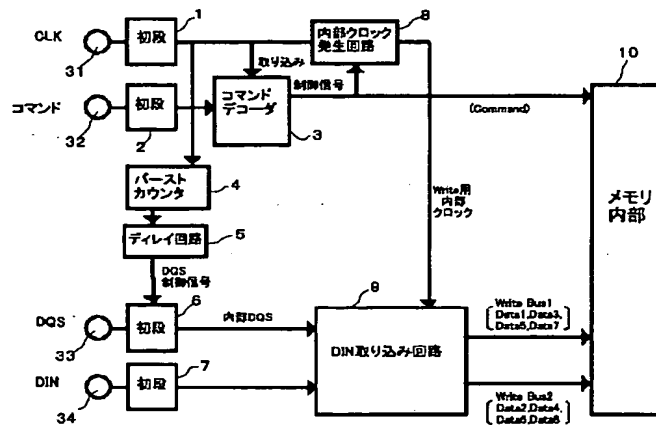 CLK
31
初段
1
内部クロック
発生回路
8
取り込み
制御信号
コマンド
32
初段
2
コマンド
デコーダ
3
(Command)
10
メモリ
内部
バースト
カウンタ
4
ディレイ回路
5
Write用
内部
クロック
DQS
制御信号
DQS
33
初段
6
内部DQS
9
DIN取り込み回路
Write Bus1
Data1,Data3,
Data5,Data7
DIN
34
初段
7
Write Bus2
Data2,Data4,
Data6,Data8